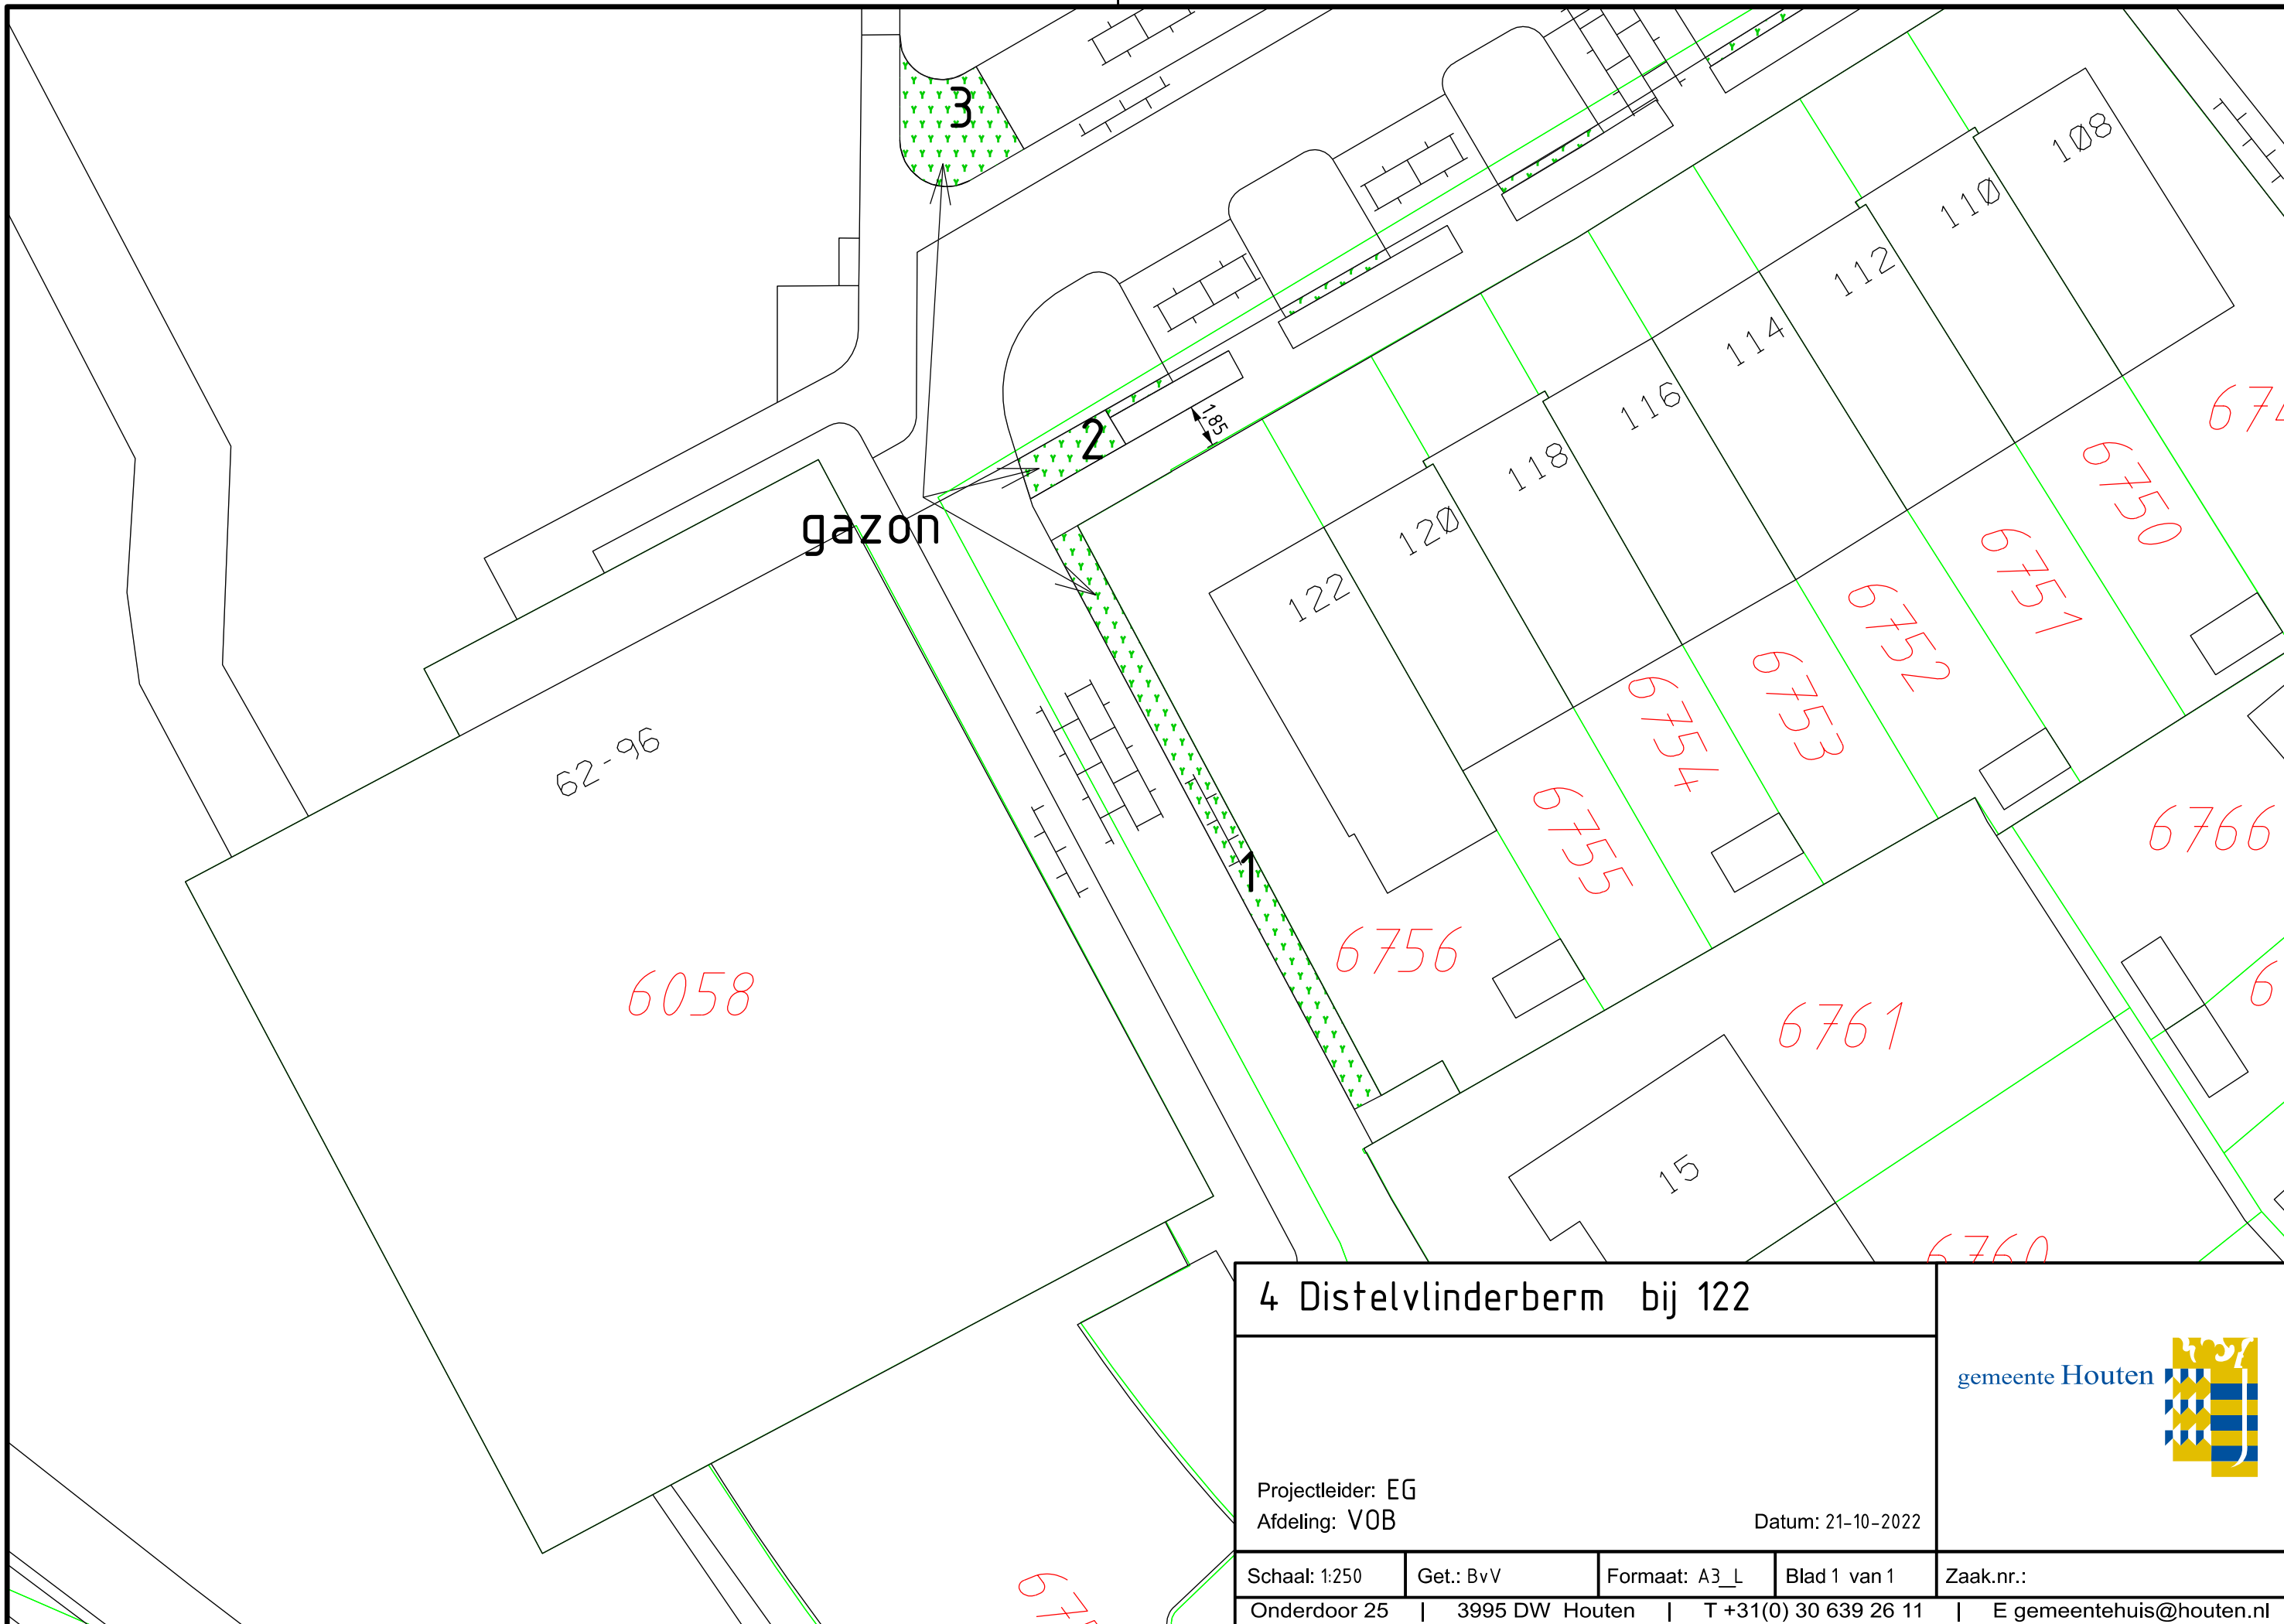 3
108
110
112
114
116
118
120
122
2
1,85
gazon
1
62-96
6750
6751
6752
6753
6754
6755
6756
6766
6058
6761
15
6760
4 Distelvlinderberm bij 122
gemeente Houten
Projectleider: EG
Afdeling: VOB
Datum: 21-10-2022
Schaal: 1:250
Get.: BvV
Formaat: A3_L
Blad 1 van 1
Zaak.nr.:
Onderdoor 25 | 3995 DW Houten | T +31(0) 30 639 26 11 | E gemeentehuis@houten.nl